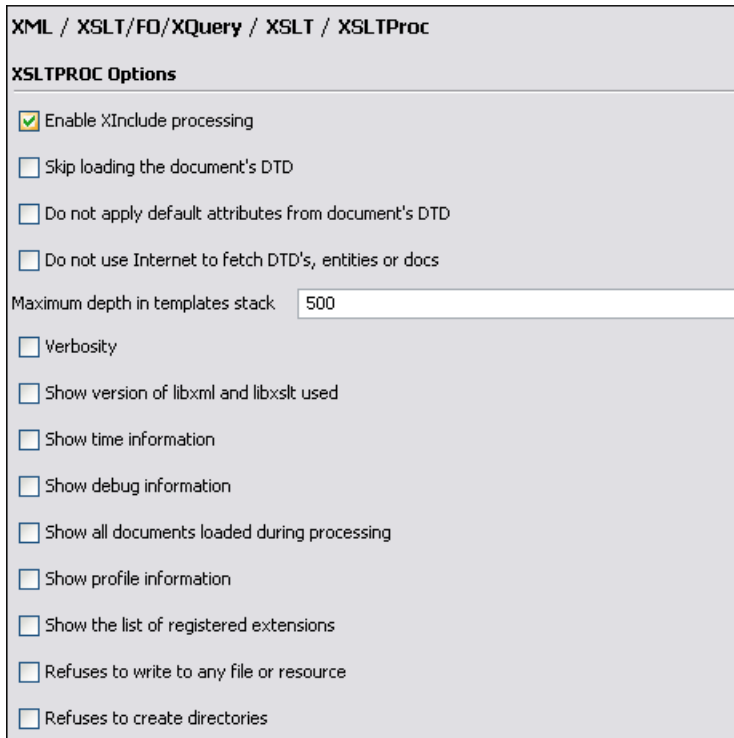 XML / XSLT/FO/XQuery / XSLT / XSLTProc
XSLTPROC Options
Enable XInclude processing
Skip loading the document's DTD
Do not apply default attributes from document's DTD
Do not use Internet to fetch DTD's, entities or docs
Maximum depth in templates stack 500
Verbosity
Show version of libxml and libxslt used
Show time information
Show debug information
Show all documents loaded during processing
Show profile information
Show the list of registered extensions
Refuses to write to any file or resource
Refuses to create directories